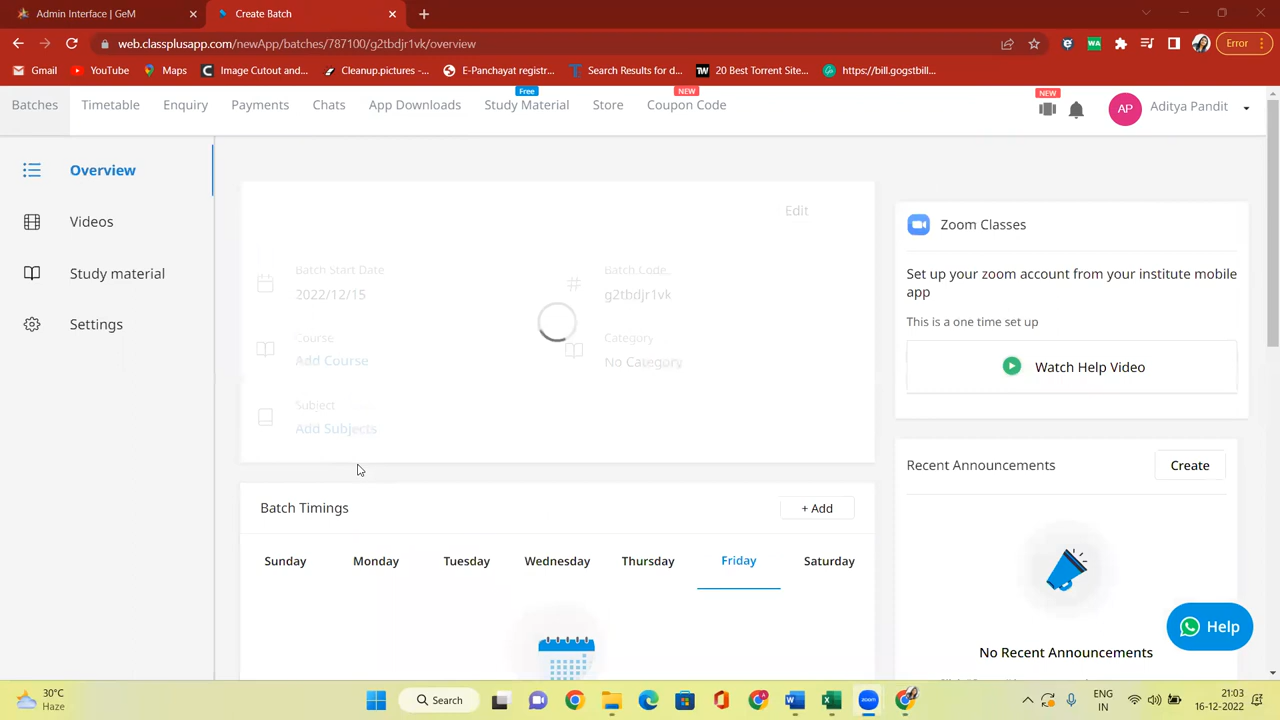 Admin Interface | GeM
Create Batch
web.classplusapp.com/newApp/batches/787100/g2tbdjr1vk/overview
WA
Error
Gmail
YouTube
Maps
Image Cutout and...
Cleanup.pictures -...
E-Panchayat registr...
Search Results for d...
20 Best Torrent Site...
https://bill.gogstbill...
Batches
Timetable
Enquiry
Payments
Chats
App Downloads
Free
Study Material
Store
NEW
Coupon Code
NEW
AP
Aditya Pandit
Overview
Videos
Study material
Settings
Edit
Batch Start Date
2022/12/15
Batch Code
g2tbdjr1vk
Course
Add Course
Category
No Category
Subject
Add Subjects
Zoom Classes
Set up your zoom account from your institute mobile
app
This is a one time set up
Watch Help Video
Batch Timings
+ Add
Sunday
Monday
Tuesday
Wednesday
Thursday
Friday
Saturday
Recent Announcements
Create
No Recent Announcements
Help
30°C
Haze
Search
zoom
ENG
IN
21:03
16-12-2022